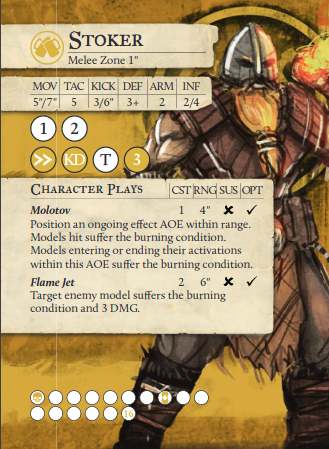 STOKER
Melee Zone 1"
MOV TAC KICK DEF ARM INF
5"/7" 5 3/6" 3+ 2 2/4
1 2
>> KD T 3
CHARACTER PLAYS CST RNG SUS OPT
Molotov 1 4" ✘ ✓
Position an ongoing effect AOE within range.
Models hit suffer the burning condition.
Models entering or ending their activations
within this AOE suffer the burning condition.
Flame Jet 2 6" ✘ ✓
Target enemy model suffers the burning
condition and 3 DMG.
16